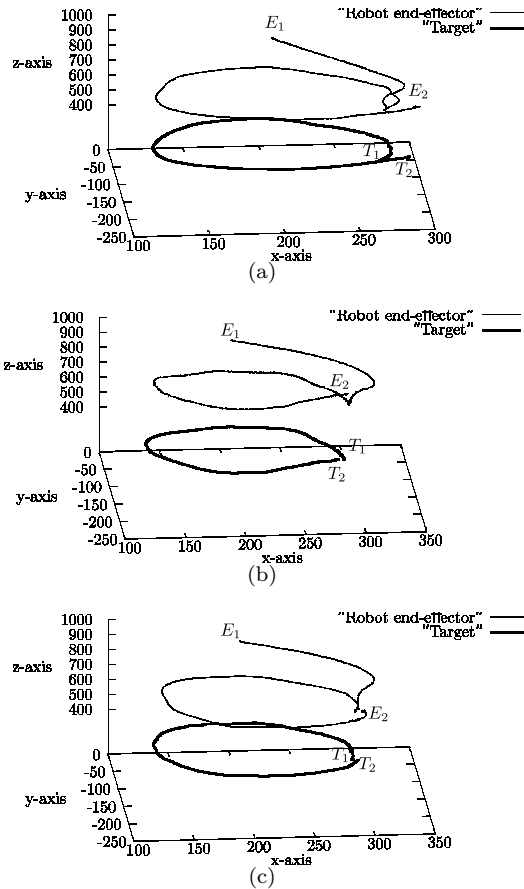 "Robot end-effector"
"Target"
E1
1000
900
800
700
600
500
400
z-axis
E2
0
-50
-100
-150
-200
-250
y-axis
T1
T2
100
150
200
250
300
x-axis
(a)
"Robot end-effector"
"Target"
E1
1000
900
800
700
600
500
400
z-axis
E2
0
-50
-100
-150
-200
-250
y-axis
T1
T2
100
150
200
250
300
350
x-axis
(b)
"Robot end-effector"
"Target"
E1
1000
900
800
700
600
500
400
z-axis
E2
0
-50
-100
-150
-200
-250
y-axis
T1
T2
100
150
200
250
300
350
x-axis
(c)